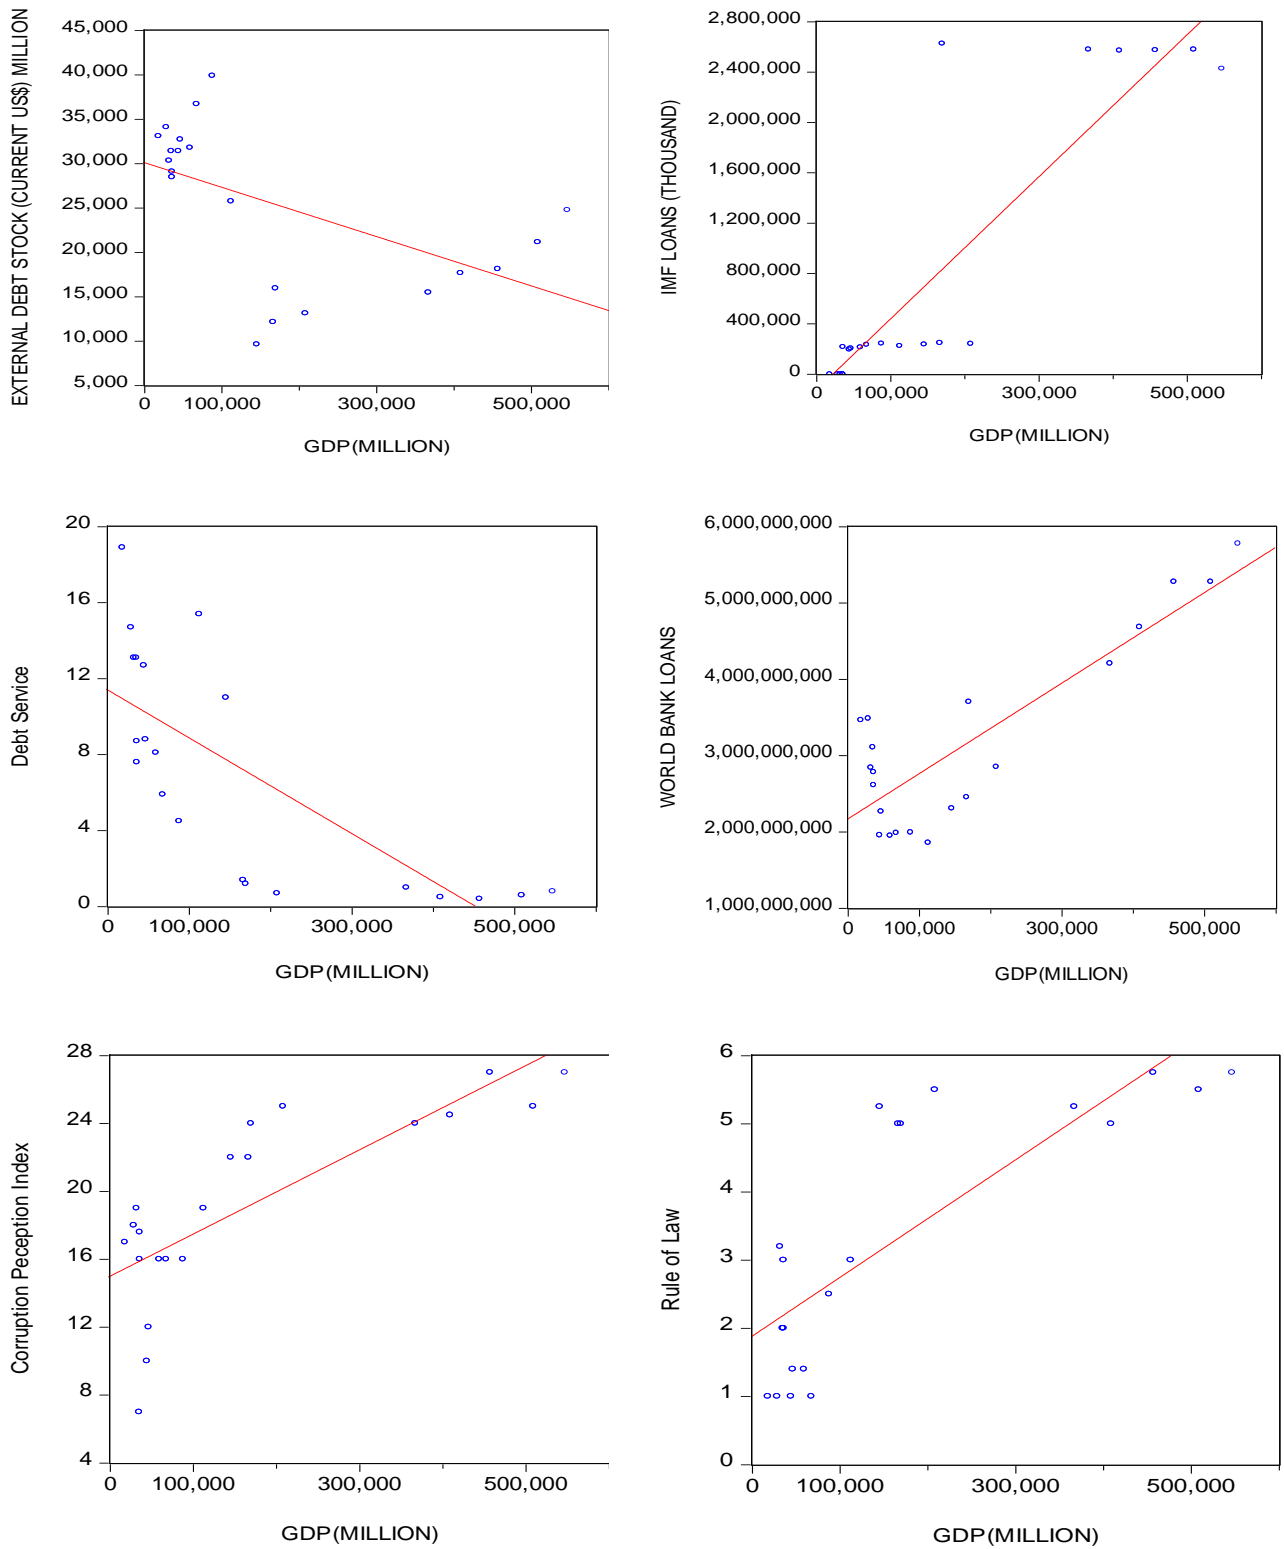 EXTERNAL DEBT STOCK (CURRENT US$) MILLION
45,000
40,000
35,000
30,000
25,000
20,000
15,000
10,000
5,000
0 100,000 300,000 500,000
GDP(MILLION)
IMF LOANS (THOUSAND)
2,800,000
2,400,000
2,000,000
1,600,000
1,200,000
800,000
400,000
0
0 100,000 300,000 500,000
GDP(MILLION)
Debt Service
20
16
12
8
4
0
0 100,000 300,000 500,000
GDP(MILLION)
WORLD BANK LOANS
6,000,000,000
5,000,000,000
4,000,000,000
3,000,000,000
2,000,000,000
1,000,000,000
0 100,000 300,000 500,000
GDP(MILLION)
Corruption Peception Index
28
24
20
16
12
8
4
0 100,000 300,000 500,000
GDP(MILLION)
Rule of Law
6
5
4
3
2
1
0
0 100,000 300,000 500,000
GDP(MILLION)